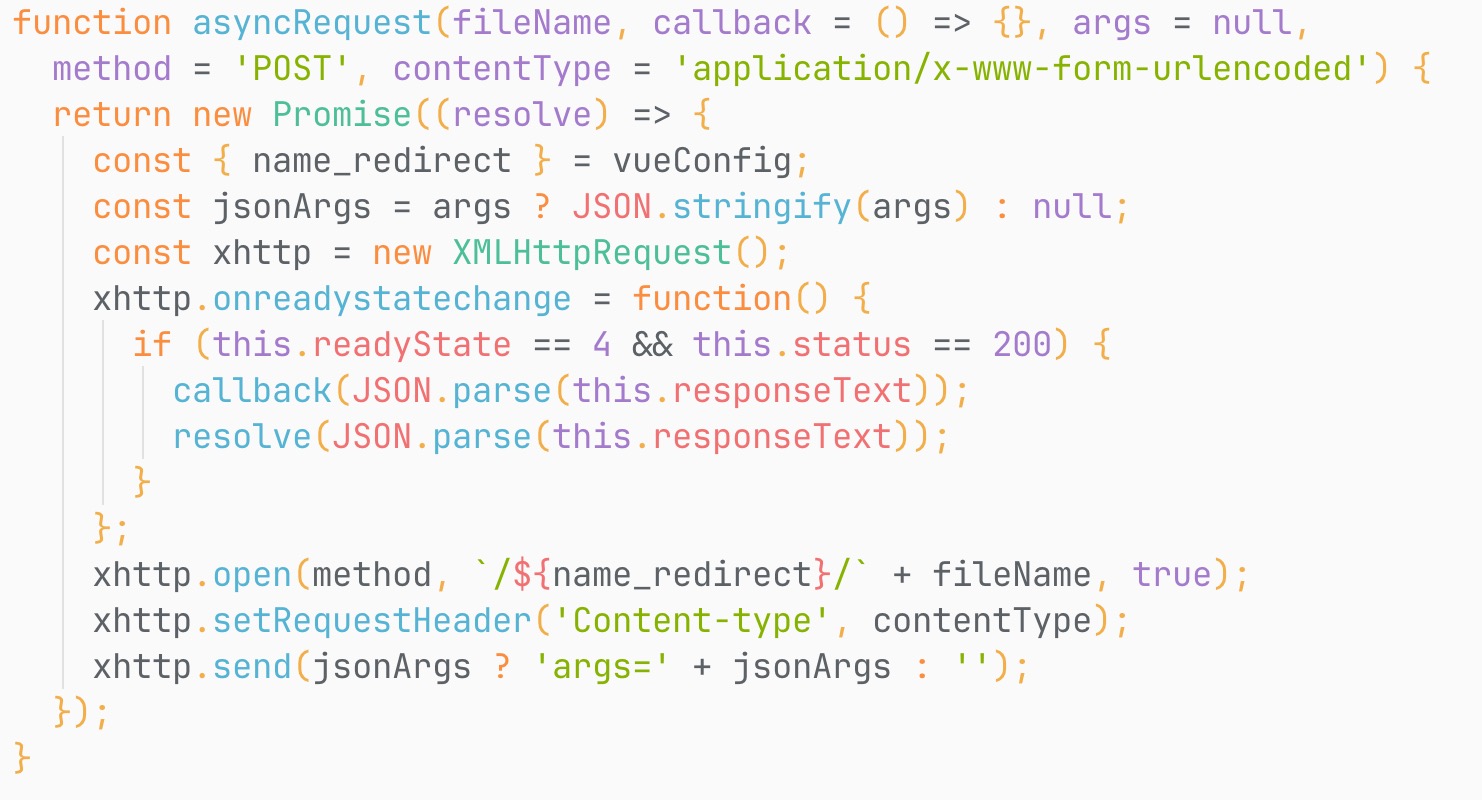 function asyncRequest(fileName, callback = () => {}, args = null,
  method = 'POST', contentType = 'application/x-www-form-urlencoded') {
  return new Promise((resolve) => {
    const { name_redirect } = vueConfig;
    const jsonArgs = args ? JSON.stringify(args) : null;
    const xhttp = new XMLHttpRequest();
    xhttp.onreadystatechange = function() {
      if (this.readyState == 4 && this.status == 200) {
        callback(JSON.parse(this.responseText));
        resolve(JSON.parse(this.responseText));
      }
    };
    xhttp.open(method, `/${name_redirect}/` + fileName, true);
    xhttp.setRequestHeader('Content-type', contentType);
    xhttp.send(jsonArgs ? 'args=' + jsonArgs : '');
  });
}